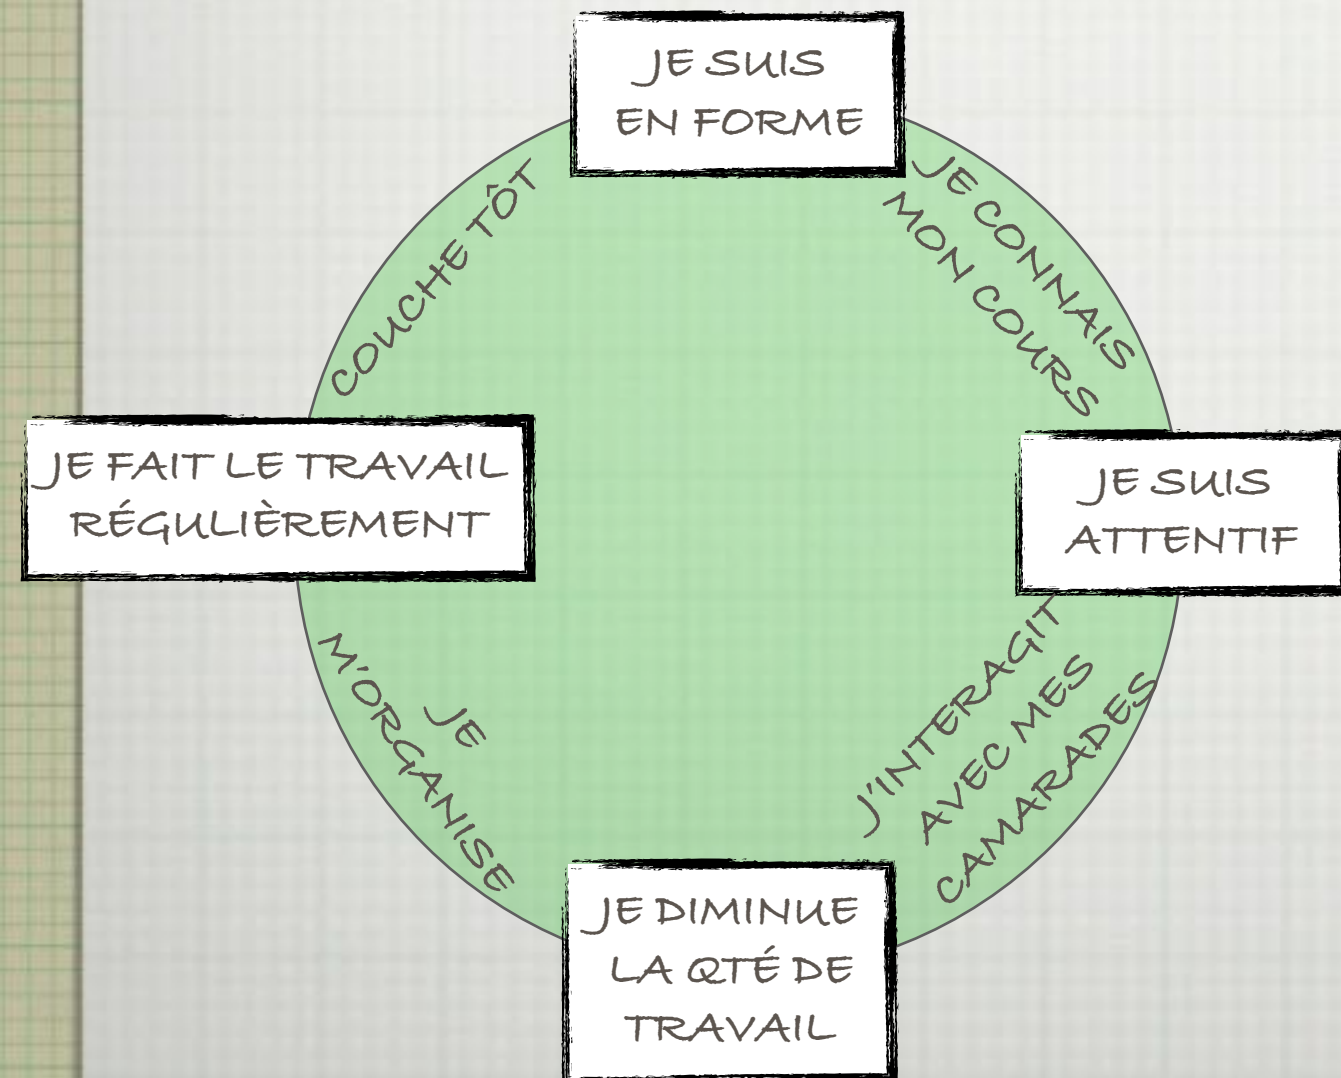 JE SUIS
EN FORME
JE CONNAIS
MON COURS
JE SUIS
ATTENTIF
J'INTERAGIT
AVEC MES
CAMARADES
JE DIMINUE
LA QTÉ DE
TRAVAIL
JE
M'ORGANISE
JE FAIT LE TRAVAIL
RÉGULIÈREMENT
COUCHE TÔT